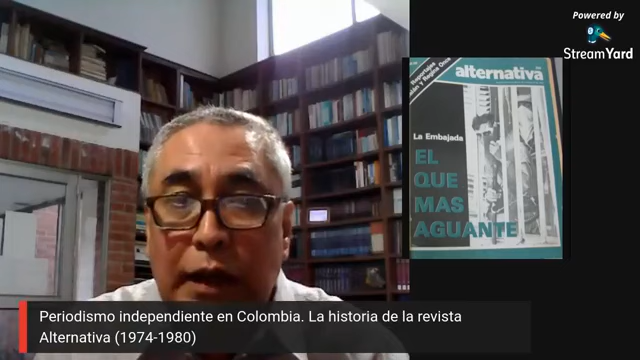 Powered by
StreamYard
alternativa
La Embajada
EL
QUE
MAS
AGUANTE
Periodismo independiente en Colombia. La historia de la revista
Alternativa (1974-1980)